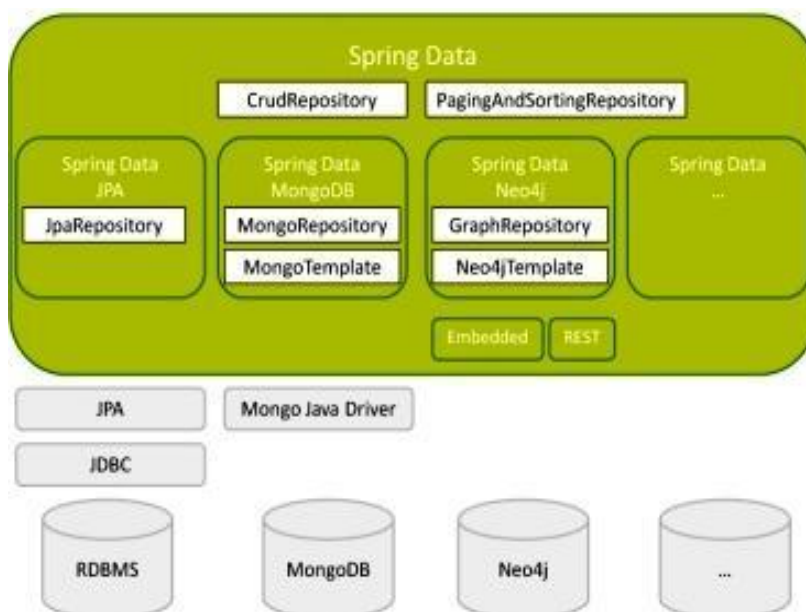 Spring Data
CrudRepository
PagingAndSortingRepository
Spring Data
JPA
JpaRepository
Spring Data
MongoDB
MongoRepository
MongoTemplate
Spring Data
Neo4j
GraphRepository
Neo4jTemplate
Spring Data
...
Embedded
REST
JPA
Mongo Java Driver
JDBC
RDBMS
MongoDB
Neo4j
...